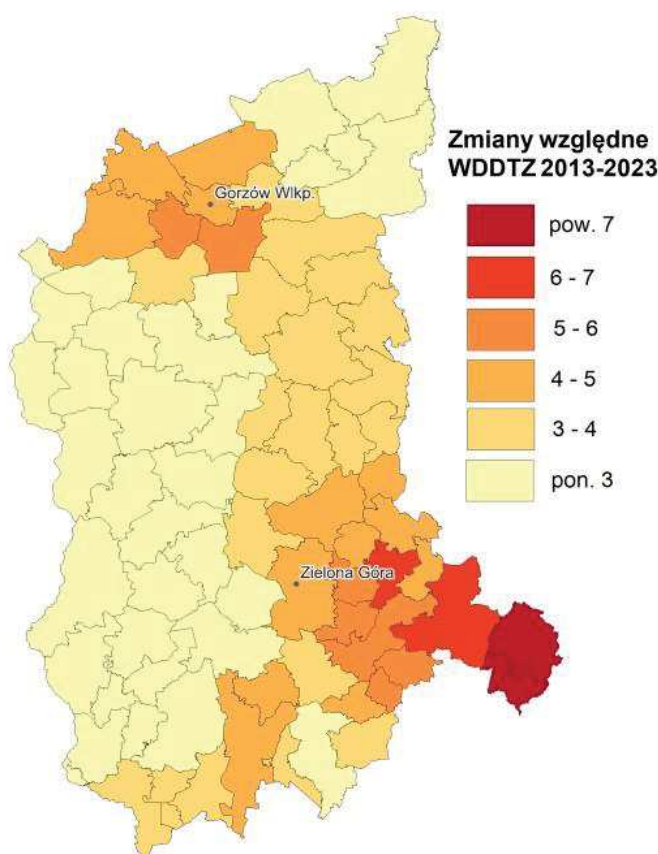 Zmiany względne
WDDTZ 2013-2023
pow. 7
6 - 7
5 - 6
4 - 5
3 - 4
pon. 3
Gorzów Wlkp.
Zielona Góra